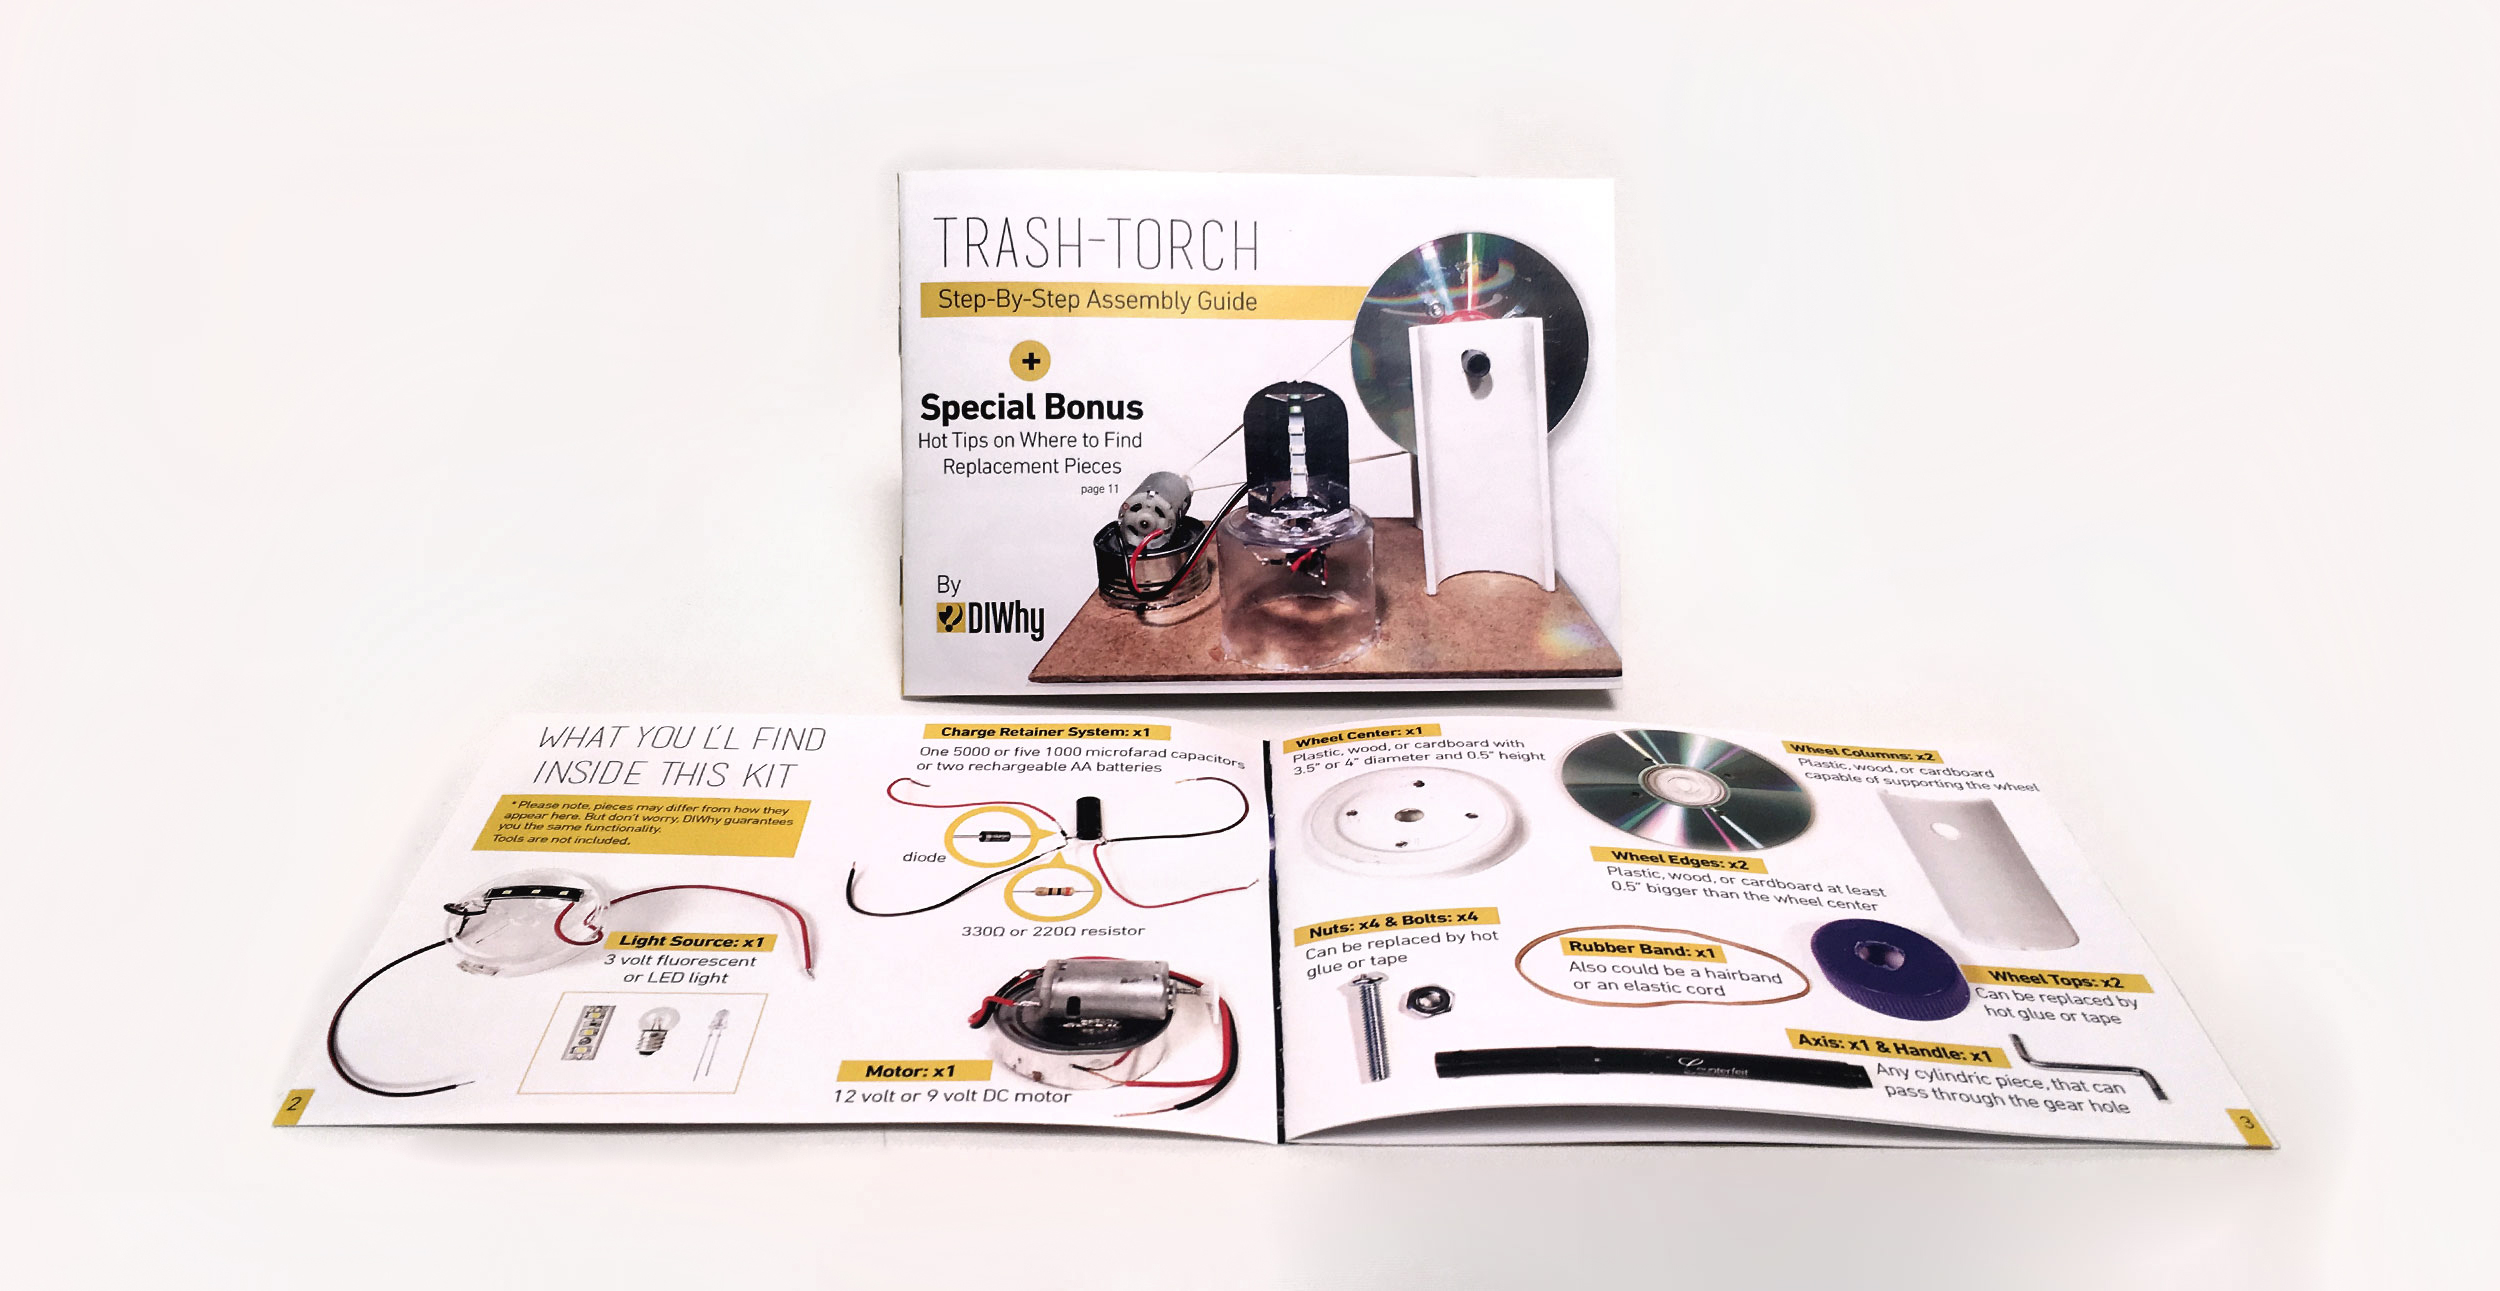 TRASH-TORCH
Step-By-Step Assembly Guide
+
Special Bonus
Hot Tips on Where to Find
Replacement Pieces
page 11
By
DIWhy
WHAT YOU'LL FIND
INSIDE THIS KIT
*Please note, pieces may differ from how they
appear here. But don't worry, DIWhy guarantees
you the same functionality.
Tools are not included.
Light Source: x1
3 volt fluorescent
or LED light
Charge Retainer System: x1
One 5000 or five 1000 microfarad capacitors
or two rechargeable AA batteries
diode
330Ω or 220Ω resistor
Motor: x1
12 volt or 9 volt DC motor
2
Wheel Center: x1
Plastic, wood, or cardboard with
3.5" or 4" diameter and 0.5" height
Wheel Columns: x2
Plastic, wood, or cardboard
capable of supporting the wheel
Wheel Edges: x2
Plastic, wood, or cardboard at least
0.5" bigger than the wheel center
Nuts: x4 & Bolts: x4
Can be replaced by hot
glue or tape
Rubber Band: x1
Also could be a hairband
or an elastic cord
Wheel Tops: x2
Can be replaced by
hot glue or tape
Axis: x1 & Handle: x1
Any cylindric piece, that can
pass through the gear hole
Counterfeit
3